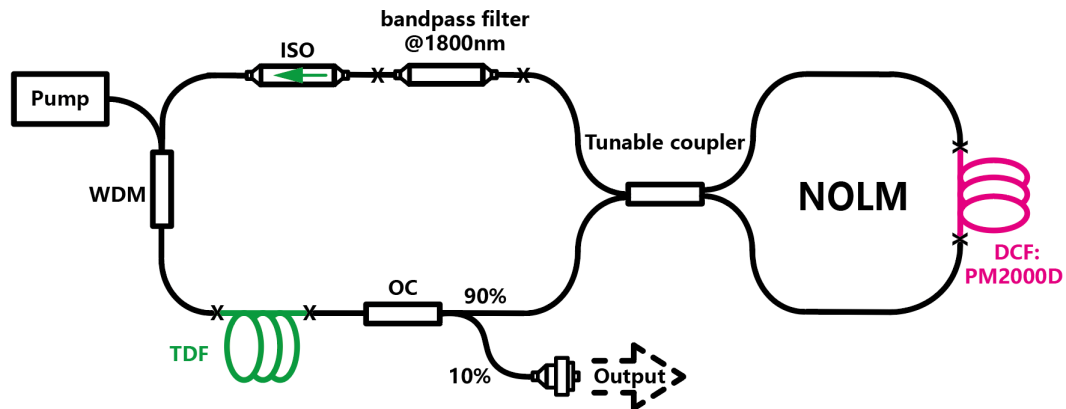 bandpass filter
@1800nm
ISO
Pump
Tunable coupler
WDM
NOLM
DCF:
PM2000D
OC
90%
TDF
10%
Output